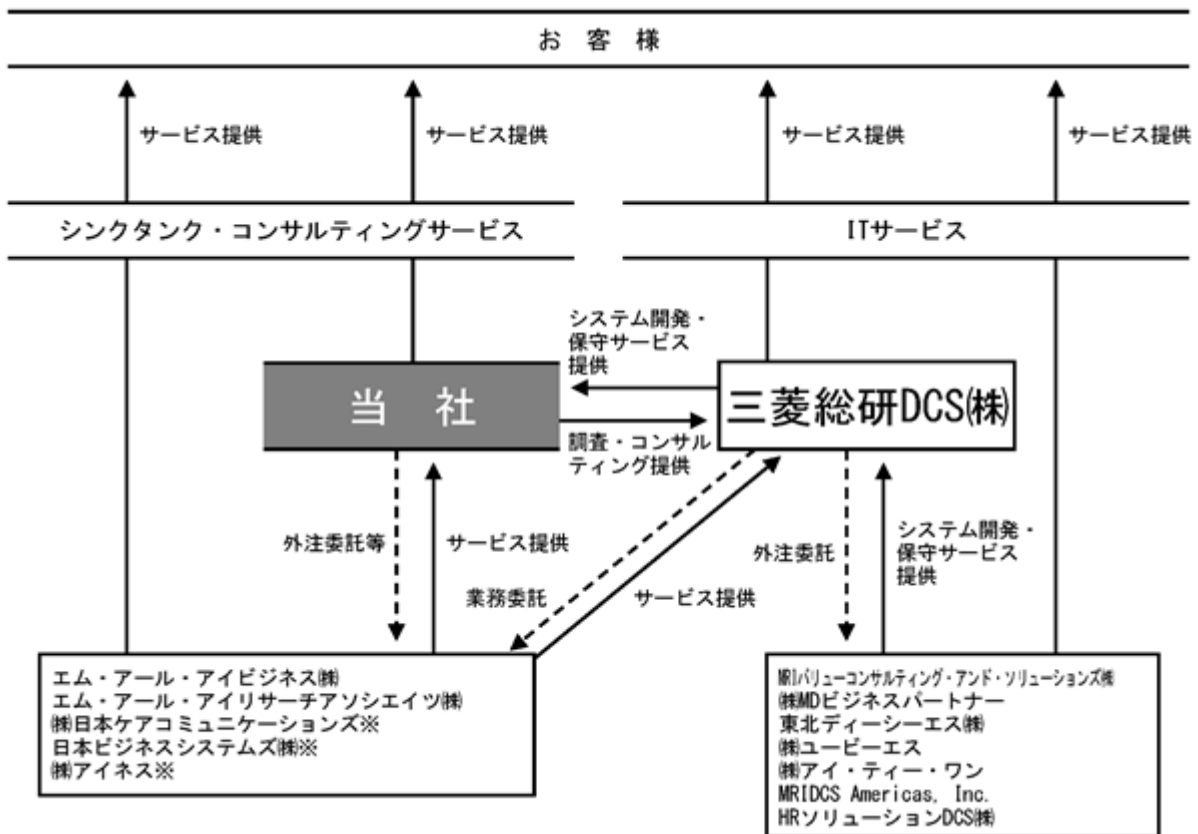 お 客 様
サービス提供
サービス提供
サービス提供
サービス提供
シンクタンク・コンサルティングサービス
ITサービス
システム開発・
保守サービス
提供
当 社
三菱総研DCS㈱
調査・コンサル
ティング提供
外注委託等
サービス提供
業務委託
サービス提供
外注委託
システム開発・
保守サービス
提供
エム・アール・アイビジネス㈱
エム・アール・アイリサーチアソシエイツ㈱
㈱日本ケアコミュニケーションズ※
日本ビジネスシステムズ㈱※
㈱アイネス※
MRIバリューコンサルティング・アンド・ソリューションズ㈱
㈱MDビジネスパートナー
東北ディーシーエス㈱
㈱ユービーエス
㈱アイ・ティー・ワン
MRIDCS Americas, Inc.
HRソリューションDCS㈱